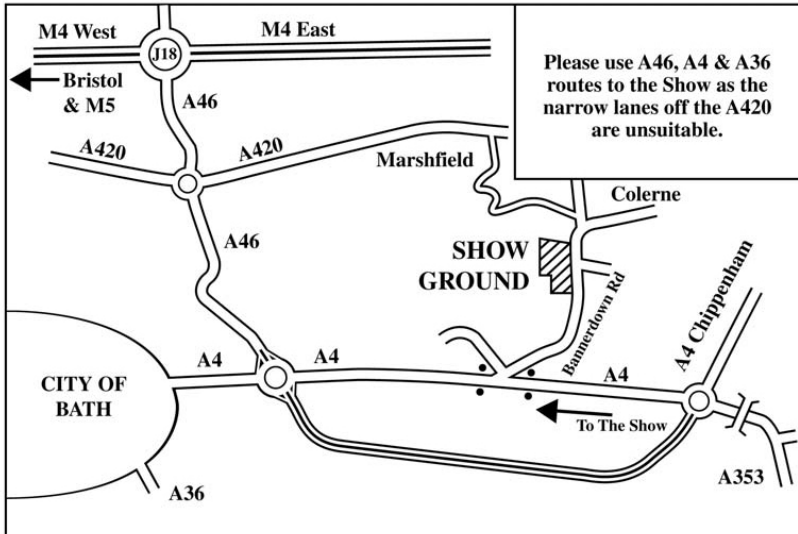 M4 West
J18
M4 East
Bristol
& M5
Please use A46, A4 & A36
routes to the Show as the
narrow lanes off the A420
are unsuitable.
A46
A420
A420
Marshfield
Colerne
A46
SHOW
GROUND
Bannerdown Rd
A4 Chippenham
CITY OF
BATH
A4
A4
A4
To The Show
A36
A353